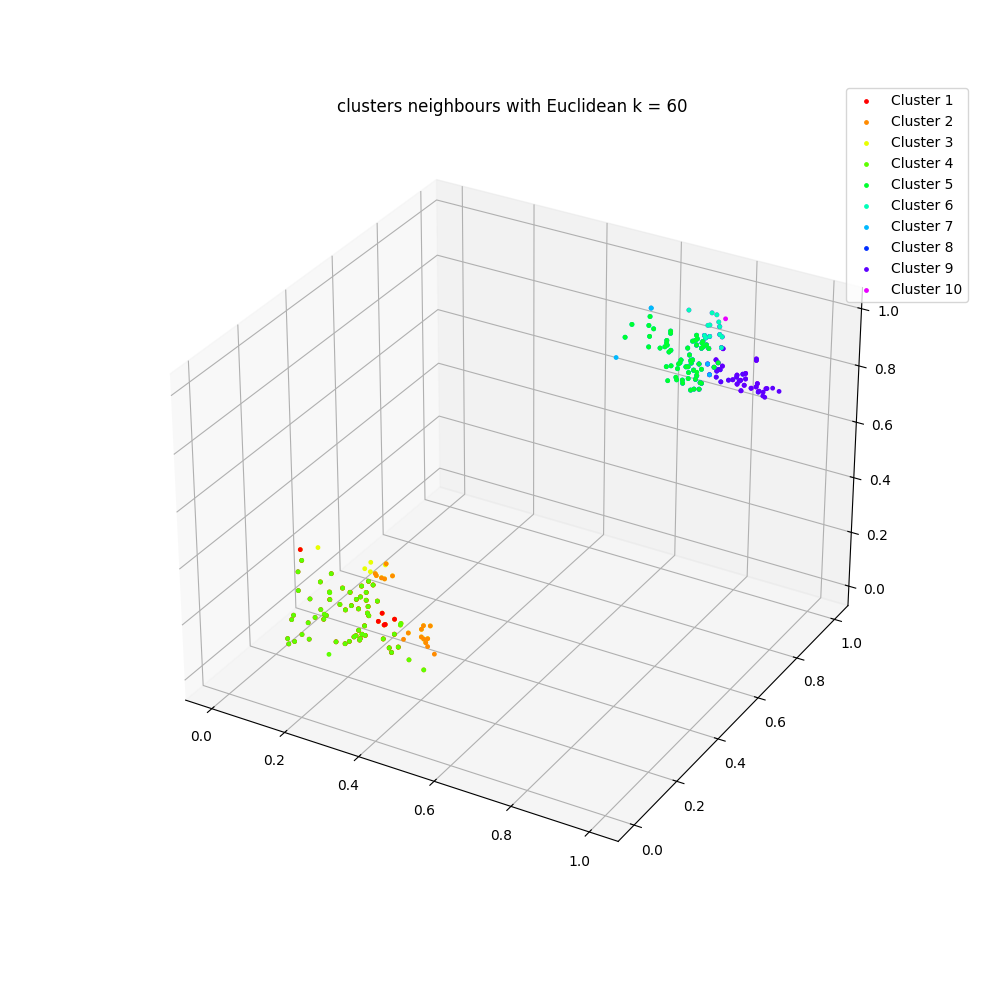 clusters neighbours with Euclidean k = 60
Cluster 1
Cluster 2
Cluster 3
Cluster 4
Cluster 5
Cluster 6
Cluster 7
Cluster 8
Cluster 9
Cluster 10
1.0
0.8
0.6
0.4
0.2
0.0
1.0
0.8
0.6
0.4
0.2
0.0
0.0
0.2
0.4
0.6
0.8
1.0